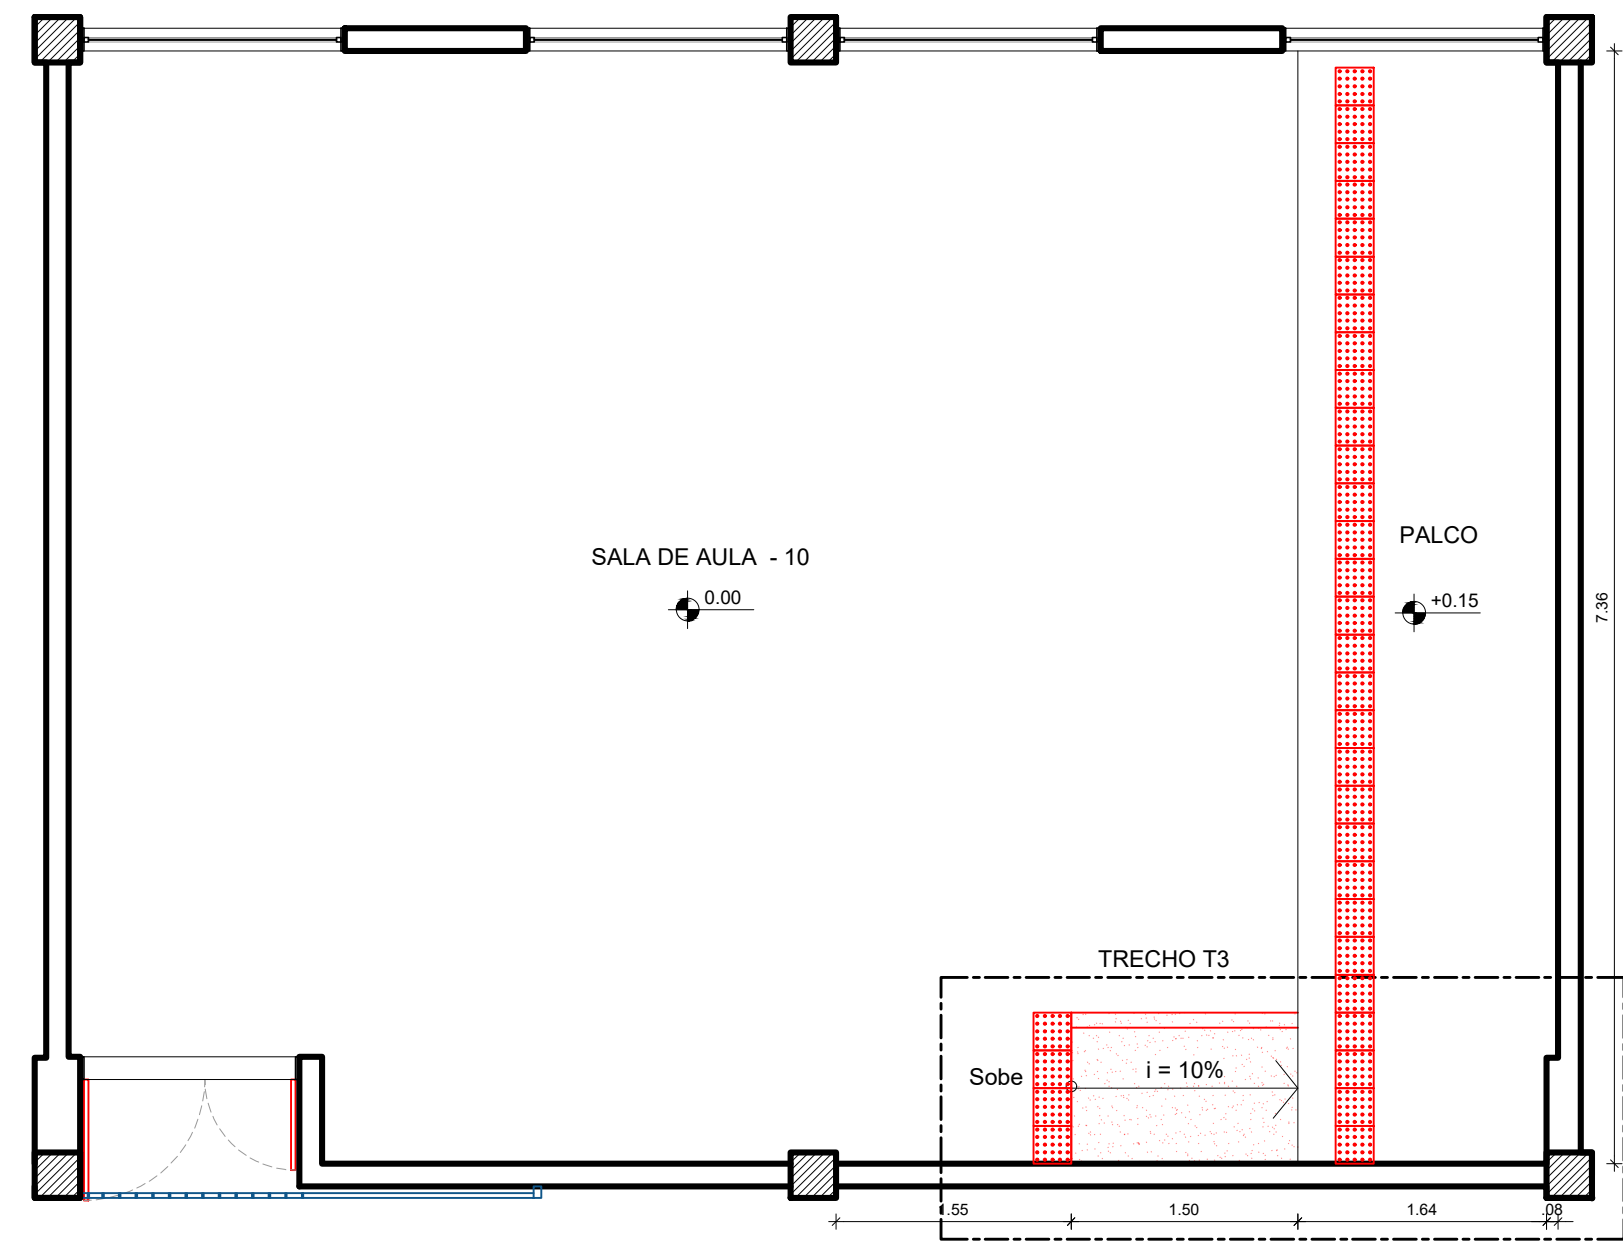 SALA DE AULA - 10
0.00
PALCO
+0.15
7.36
TRECHO T3
Sobe
i = 10%
.55
1.50
1.64
.08